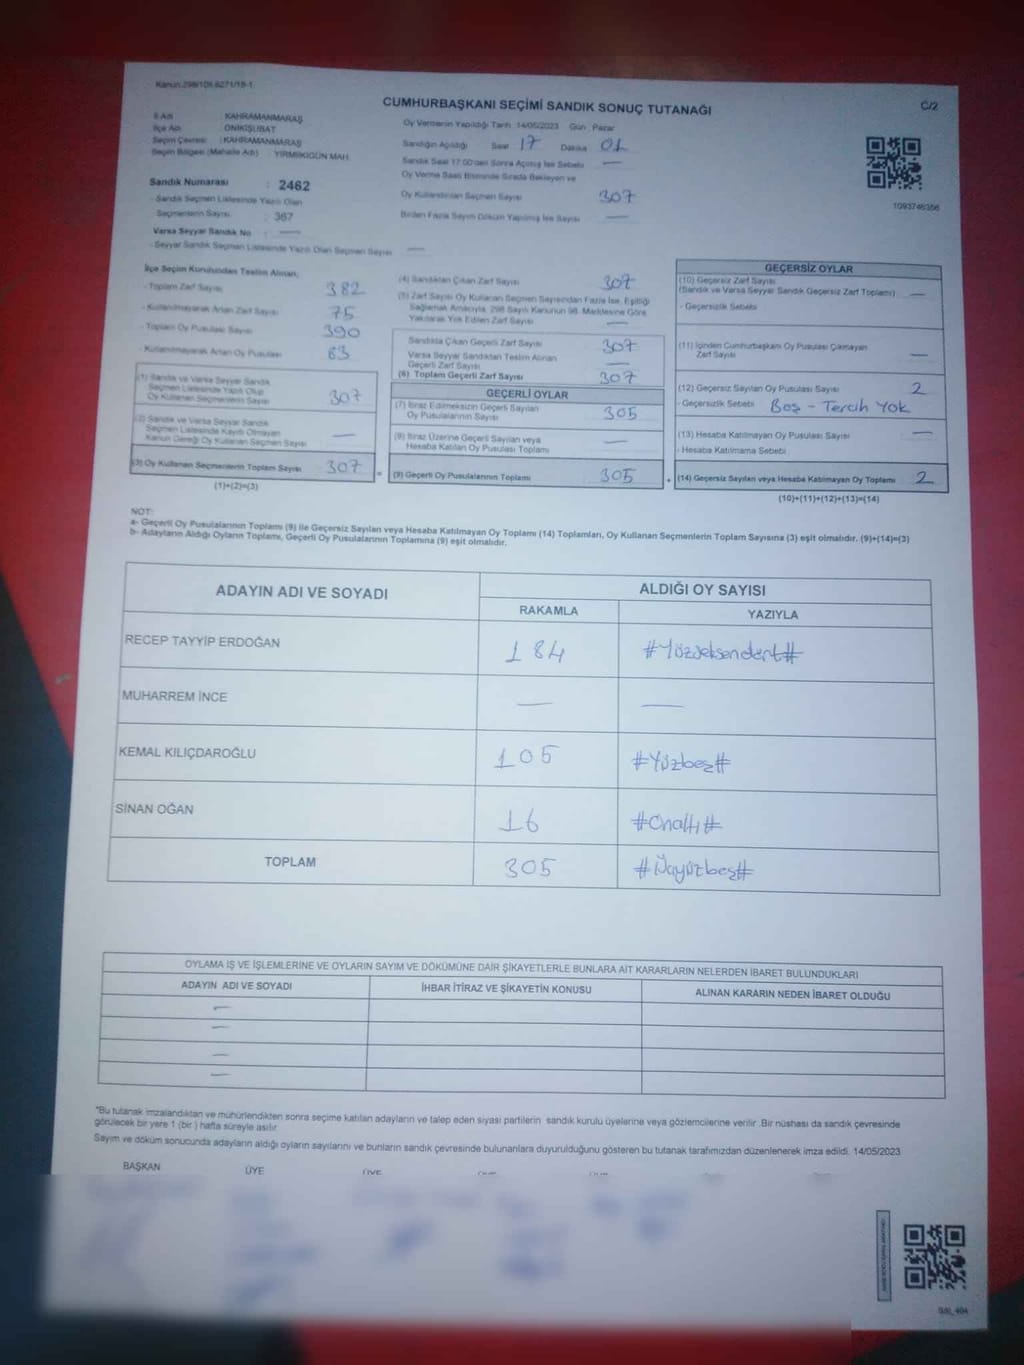 CUMHURBAŞKANI SEÇİMİ SANDIK SONUÇ TUTANAĞI
C/2
İl Adı KAHRAMANMARAŞ
İlçe Adı ONİKİŞUBAT
Seçim Çevresi : KAHRAMANMARAŞ
Seçim Bölgesi (Mahalle Adı) : YİRMİİKİGÜN MAH.
Sandık Numarası : 2462
- Sandık Seçmen Listesinde Yazılı Olan
Seçmenlerin Sayısı : 367
Varsa Seyyar Sandık No : —
- Seyyar Sandık Seçmen Listesinde Yazılı Olan Seçmen Sayısı —
Oy Vermenin Yapıldığı Tarih :14/05/2023 Gün : Pazar
Sandığın Açıldığı Saat 17 Dakika 01
Sandık Saat 17:00'den Sonra Açılmış İse Sebebi —
Oy Verme Saati Bitiminde Sırada Bekleyen ve
Oy Kullandırılan Seçmen Sayısı 307
Birden Fazla Sayım Döküm Yapılmış İse Sayısı —
1093746356
İlçe Seçim Kurulundan Teslim Alınan;
- Toplam Zarf Sayısı 382
- Kullanılmayarak Artan Zarf Sayısı 75
- Toplam Oy Pusulası Sayısı 390
- Kullanılmayarak Artan Oy Pusulası 83
(1) Sandık ve Varsa Seyyar Sandık
Seçmen Listesinde Yazılı Olup
Oy Kullanan Seçmenlerin Sayısı 307
(2) Sandık ve Varsa Seyyar Sandık
Seçmen Listesinde Kayıtlı Olmayan
Kanun Gereği Oy Kullanan Seçmen Sayısı —
(3) Oy Kullanan Seçmenlerin Toplam Sayısı 307
(1)+(2)=(3)
(4) Sandıktan Çıkan Zarf Sayısı 307
(5) Zarf Sayısı Oy Kullanan Seçmen Sayısından Fazla İse, Eşitliği
Sağlamak Amacıyla, 298 Sayılı Kanunun 98. Maddesine Göre
Yakılarak Yok Edilen Zarf Sayısı —
Sandıkta Çıkan Geçerli Zarf Sayısı 307
Varsa Seyyar Sandıktan Teslim Alınan
Geçerli Zarf Sayısı —
(6) Toplam Geçerli Zarf Sayısı 307
GEÇERLİ OYLAR
(7) İtiraz Edilmeksizin Geçerli Sayılan
Oy Pusulalarının Sayısı 305
(8) İtiraz Üzerine Geçerli Sayılan veya
Hesaba Katılan Oy Pusulası Toplamı —
= (9) Geçerli Oy Pusulalarının Toplamı 305
GEÇERSİZ OYLAR
(10) Geçersiz Zarf Sayısı
(Sandık ve Varsa Seyyar Sandık Geçersiz Zarf Toplamı) —
- Geçersizlik Sebebi
(11) İçinden Cumhurbaşkanı Oy Pusulası Çıkmayan
Zarf Sayısı —
(12) Geçersiz Sayılan Oy Pusulası Sayısı 2
- Geçersizlik Sebebi Boş - Tercih Yok
(13) Hesaba Katılmayan Oy Pusulası Sayısı —
- Hesaba Katılmama Sebebi
+ (14) Geçersiz Sayılan veya Hesaba Katılmayan Oy Toplamı 2
(10)+(11)+(12)+(13)=(14)
NOT:
a- Geçerli Oy Pusulalarının Toplamı (9) ile Geçersiz Sayılan veya Hesaba Katılmayan Oy Toplamı (14) Toplamları, Oy Kullanan Seçmenlerin Toplam Sayısına (3) eşit olmalıdır. (9)+(14)=(3)
b- Adayların Aldığı Oyların Toplamı, Geçerli Oy Pusulalarının Toplamına (9) eşit olmalıdır.
ADAYIN ADI VE SOYADI ALDIĞI OY SAYISI
RAKAMLA YAZIYLA
RECEP TAYYİP ERDOĞAN 184 #Yüzseksendört#
MUHARREM İNCE — —
KEMAL KILIÇDAROĞLU 105 #Yüzbeş#
SİNAN OĞAN 16 #Onaltı#
TOPLAM 305 #Üçyüzbeş#
OYLAMA İŞ VE İŞLEMLERİNE VE OYLARIN SAYIM VE DÖKÜMÜNE DAİR ŞİKAYETLERLE BUNLARA AİT KARARLARIN NELERDEN İBARET BULUNDUKLARI
ADAYIN ADI VE SOYADI İHBAR İTİRAZ VE ŞİKAYETİN KONUSU ALINAN KARARIN NEDEN İBARET OLDUĞU
—
—
—
—
*Bu tutanak imzalandıktan ve mühürlendikten sonra seçime katılan adayların ve talep eden siyasi partilerin sandık kurulu üyelerine veya gözlemcilerine verilir .Bir nüshası da sandık çevresinde
görülecek bir yere 1 (bir ) hafta süreyle asılır.
Sayım ve döküm sonucunda adayların aldığı oyların sayılarını ve bunların sandık çevresinde bulunanlara duyurulduğunu gösteren bu tutanak tarafımızdan düzenlenerek imza edildi. 14/05/2023
BAŞKAN ÜYE ÜYE